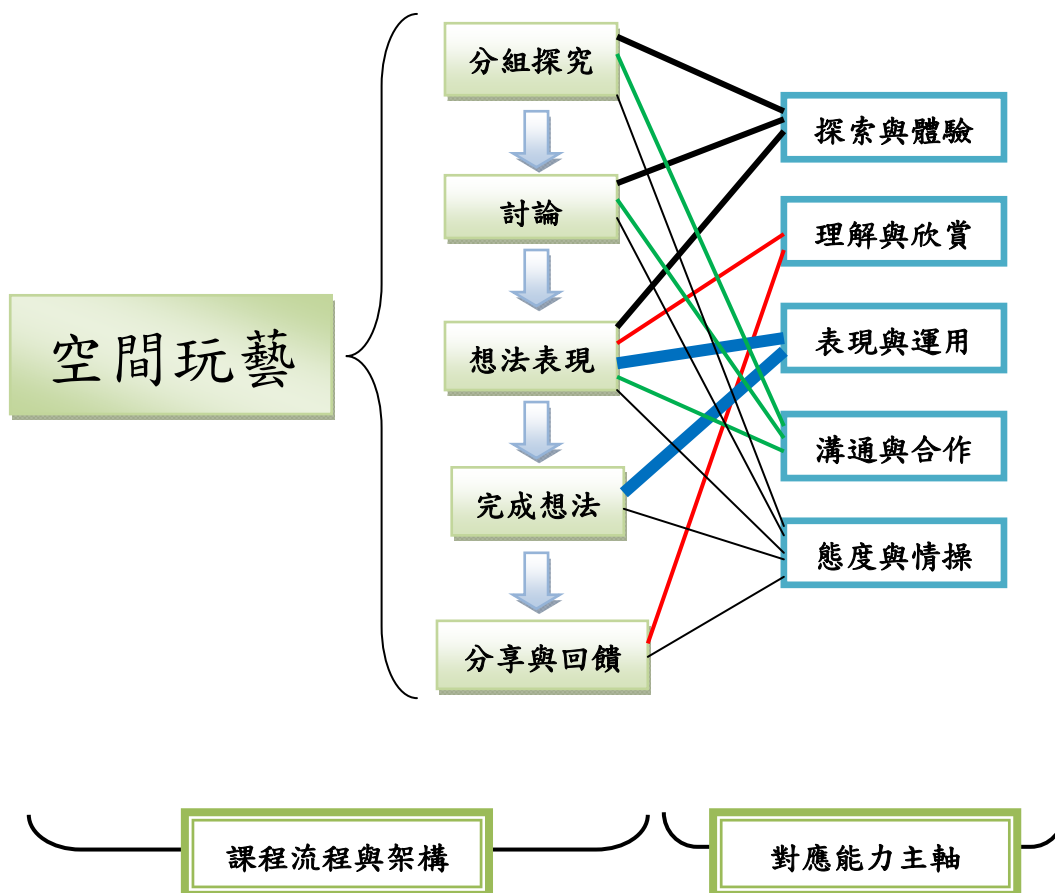 空間玩藝
分組探究
討論
想法表現
完成想法
分享與回饋
探索與體驗
理解與欣賞
表現與運用
溝通與合作
態度與情操
課程流程與架構
對應能力主軸